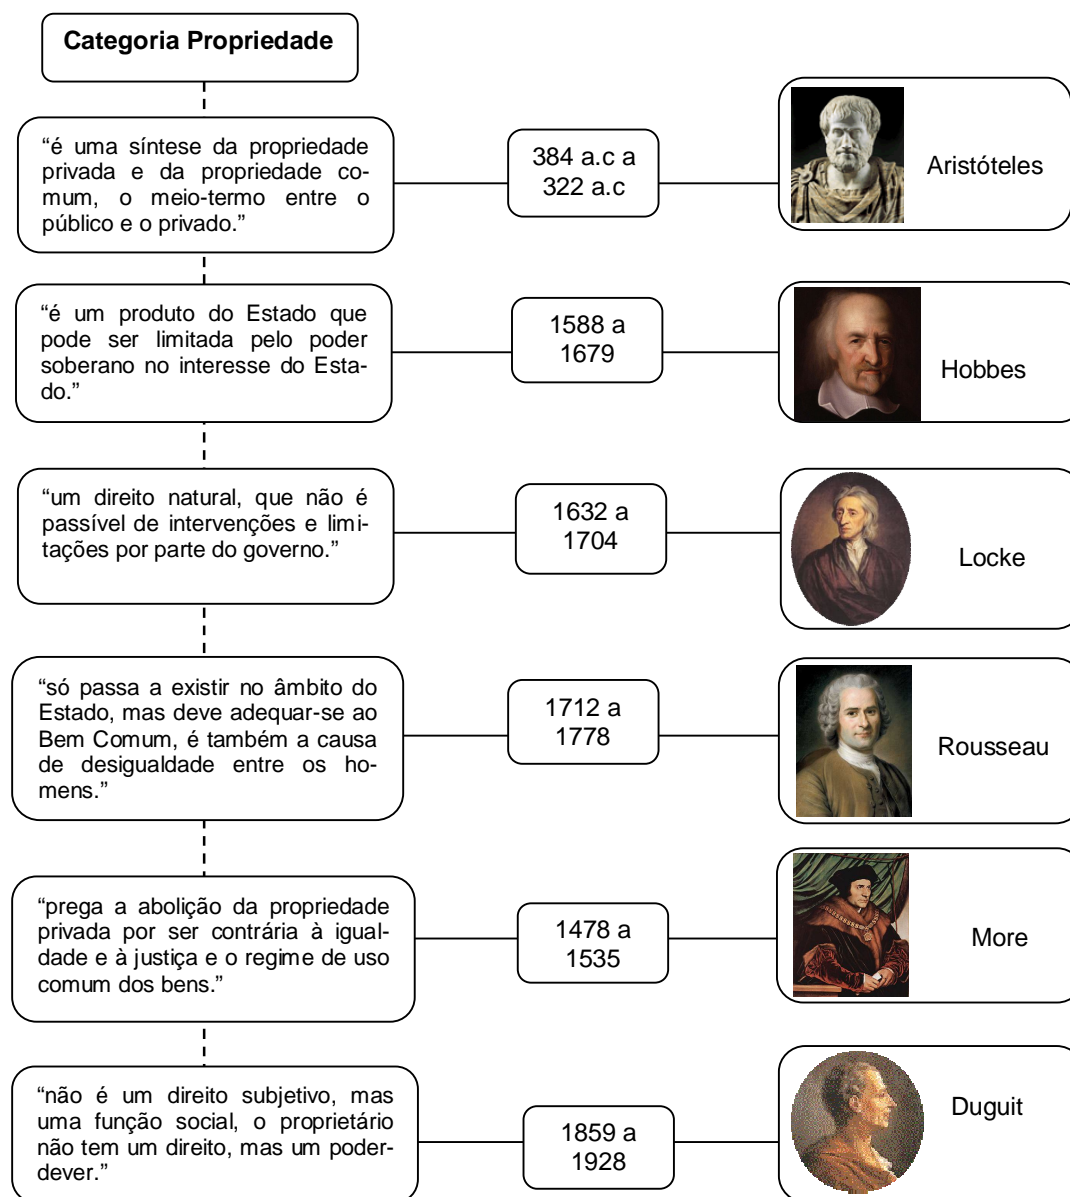 Categoria Propriedade
“é uma síntese da propriedade
privada e da propriedade co-
mum, o meio-termo entre o
público e o privado.”
384 a.c a
322 a.c
Aristóteles
“é um produto do Estado que
pode ser limitada pelo poder
soberano no interesse do Esta-
do.”
1588 a
1679
Hobbes
“um direito natural, que não é
passível de intervenções e limi-
tações por parte do governo.”
1632 a
1704
Locke
“só passa a existir no âmbito do
Estado, mas deve adequar-se ao
Bem Comum, é também a causa
de desigualdade entre os ho-
mens.”
1712 a
1778
Rousseau
“prega a abolição da propriedade
privada por ser contrária à igual-
dade e à justiça e o regime de uso
comum dos bens.”
1478 a
1535
More
“não é um direito subjetivo, mas
uma função social, o proprietário
não tem um direito, mas um poder-
dever.”
1859 a
1928
Duguit